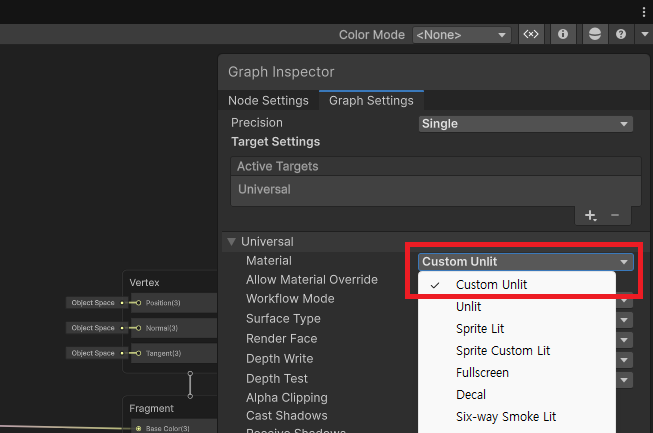 Color Mode <None>
Graph Inspector
Node Settings Graph Settings
Precision Single
Target Settings
Active Targets
Universal
Universal
Material Custom Unlit
Allow Material Override
Custom Unlit
Workflow Mode
Unlit
Surface Type
Sprite Lit
Render Face
Sprite Custom Lit
Depth Write
Fullscreen
Depth Test
Decal
Alpha Clipping
Cast Shadows
Six-way Smoke Lit
Vertex
Object Space Position(3)
Object Space Normal(3)
Object Space Tangent(3)
Fragment
Base Color(3)